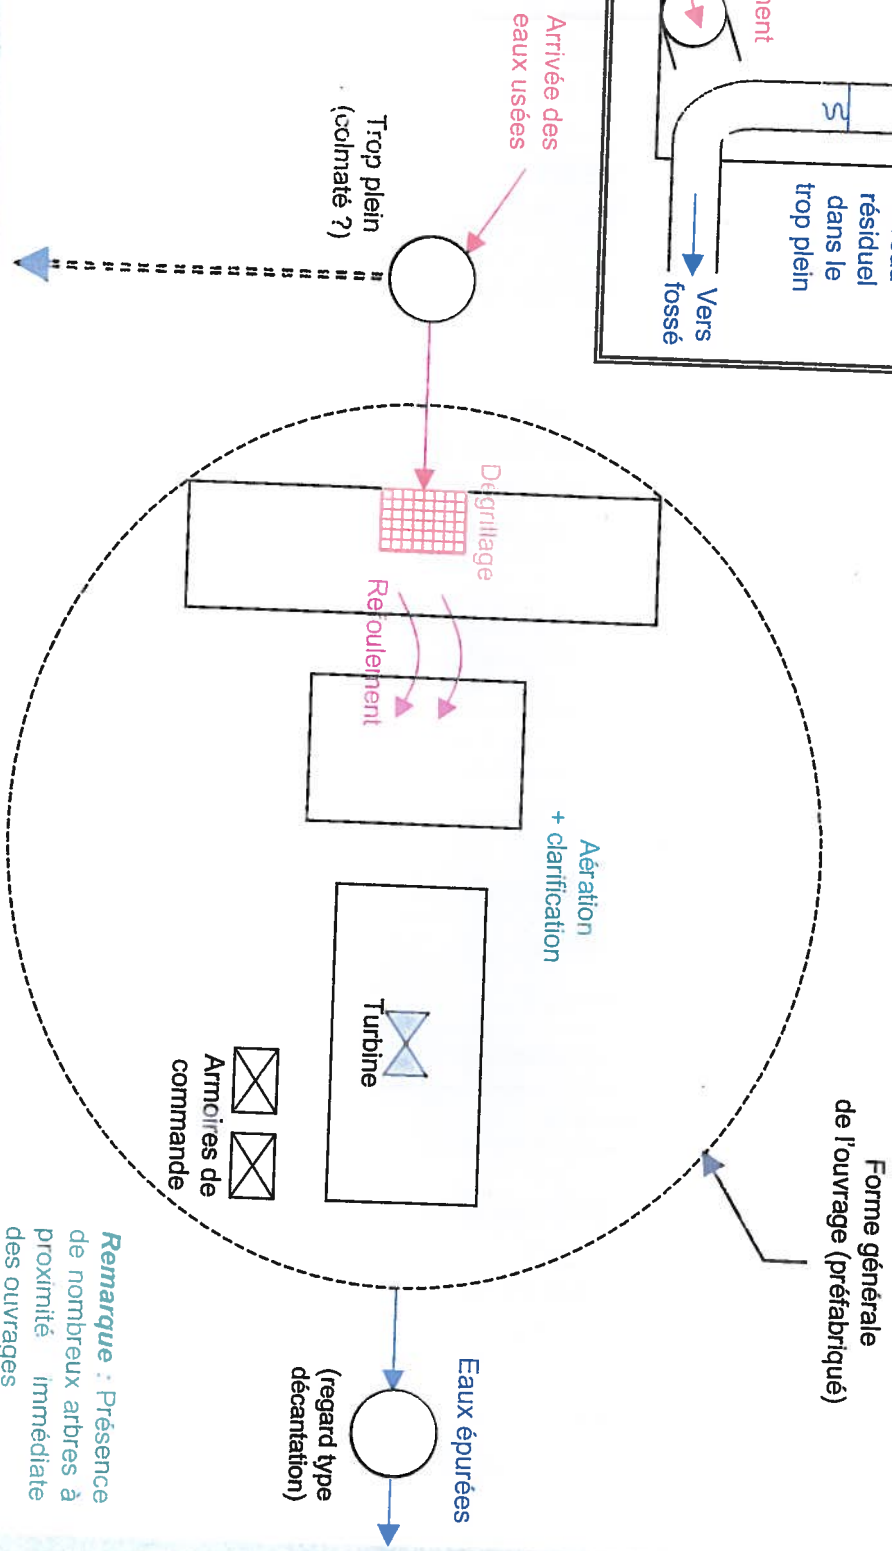 résiduel
dans le
trop plein
Vers
fossé
Arrivée des
eaux usées
Trop plein
(colmaté ?)
Dégrillage
Refoulement
Aération
+ clarification
Turbine
Armoires de
commande
Forme générale
de l'ouvrage (préfabriqué)
Eaux épurées
(regard type
décantation)
Remarque : Présence
de nombreux arbres à
proximité immédiate
des ouvrages